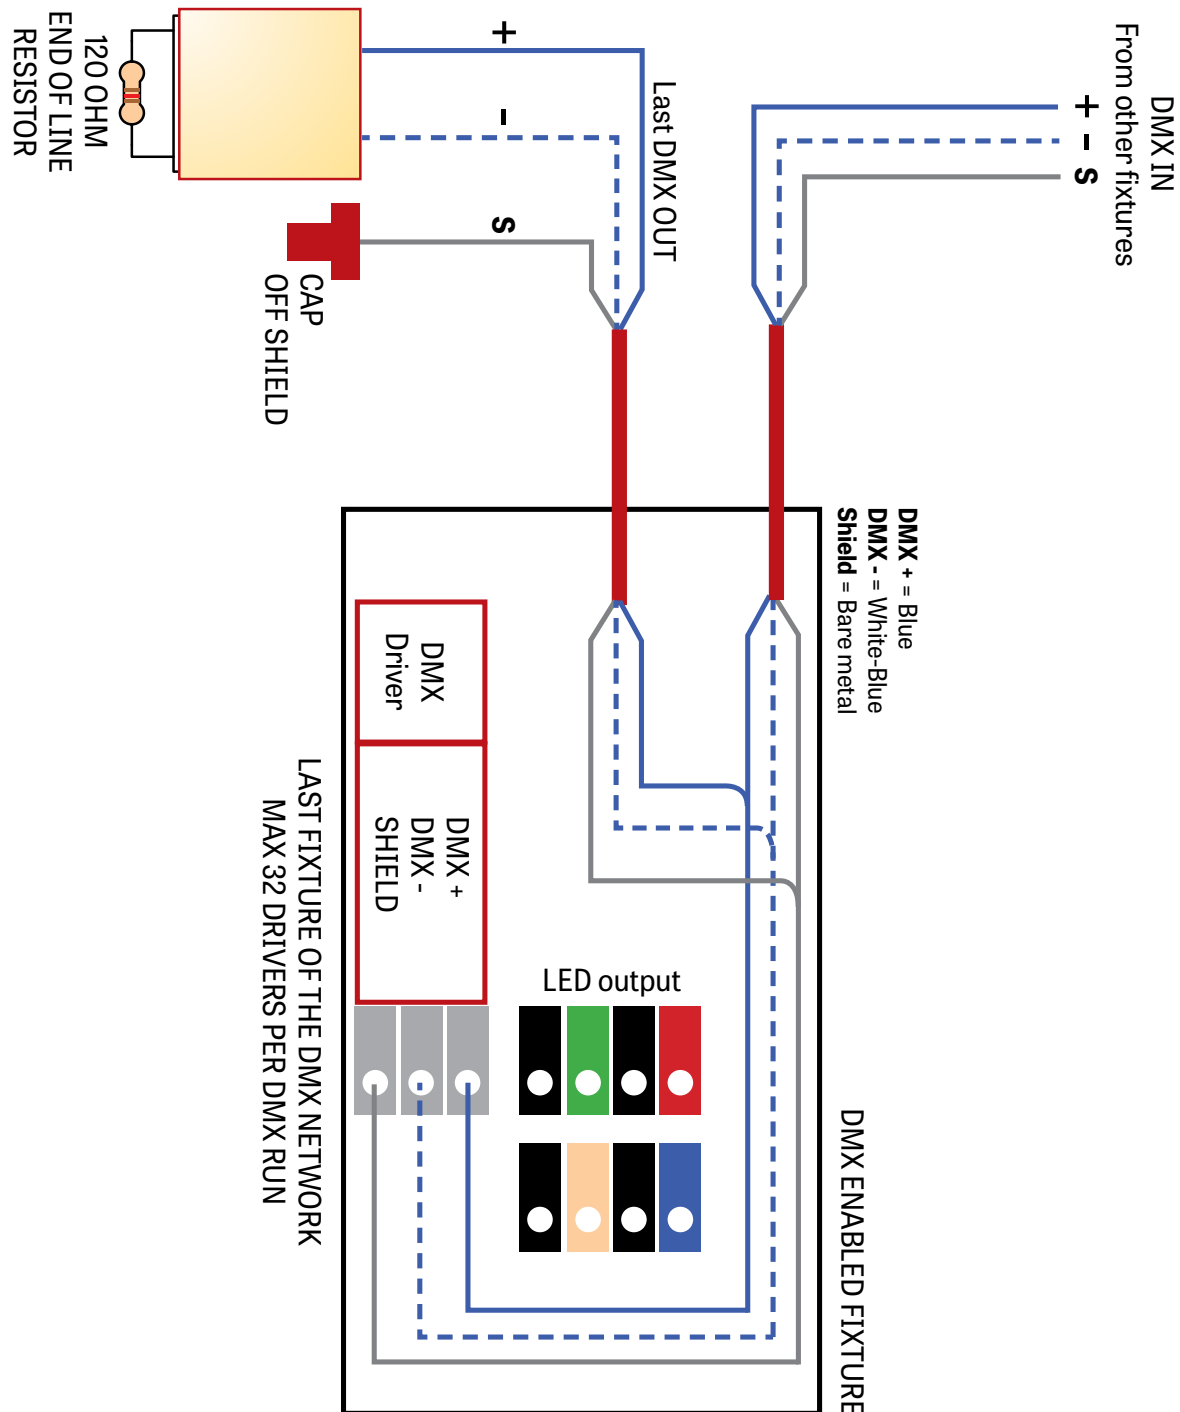 DMX IN
From other fixtures
+
-
S
Last DMX OUT
+
-
S
120 OHM
END OF LINE
RESISTOR
CAP
OFF SHIELD
DMX + = Blue
DMX - = White-Blue
Shield = Bare metal
DMX ENABLED FIXTURE
DMX
Driver
DMX +
DMX -
SHIELD
LED output
LAST FIXTURE OF THE DMX NETWORK
MAX 32 DRIVERS PER DMX RUN